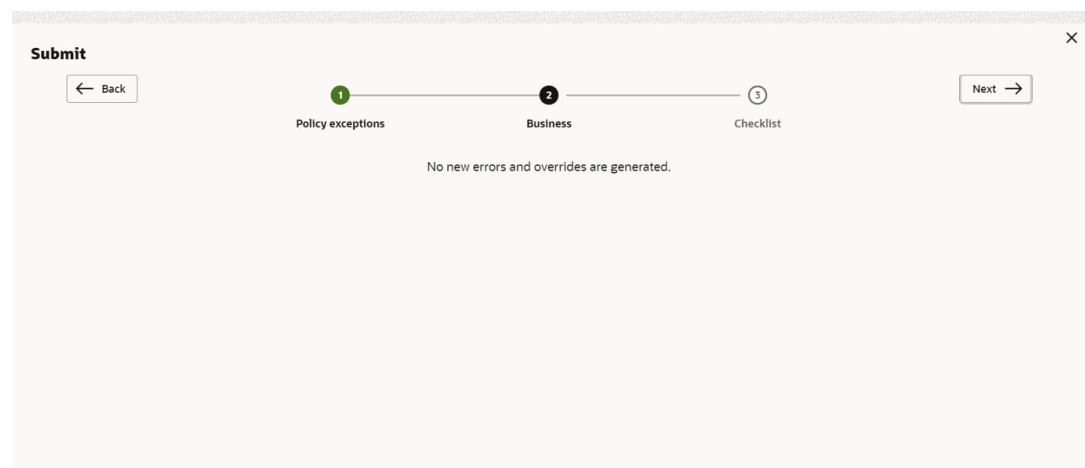 Submit
Back
Next
1
2
3
Policy exceptions
Business
Checklist
No new errors and overrides are generated.